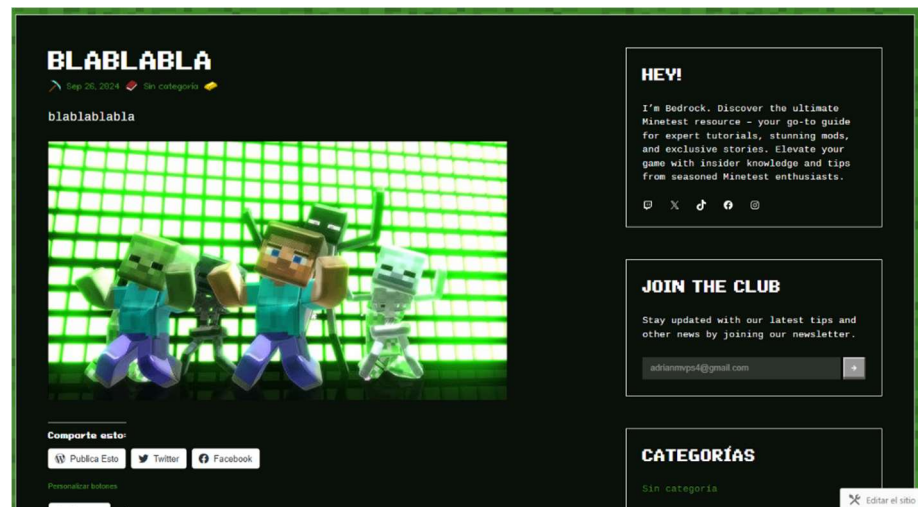 BLABLABLA
Sep 26, 2024 Sin categoría
blablablabla
Comparte esto:
Publica Esto Twitter Facebook
Personalizar botones
HEY!
I'm Bedrock. Discover the ultimate
Minetest resource – your go-to guide
for expert tutorials, stunning mods,
and exclusive stories. Elevate your
game with insider knowledge and tips
from seasoned Minetest enthusiasts.
JOIN THE CLUB
Stay updated with our latest tips and
other news by joining our newsletter.
adrianmvps4@gmail.com
CATEGORÍAS
Sin categoría
Editar el sitio